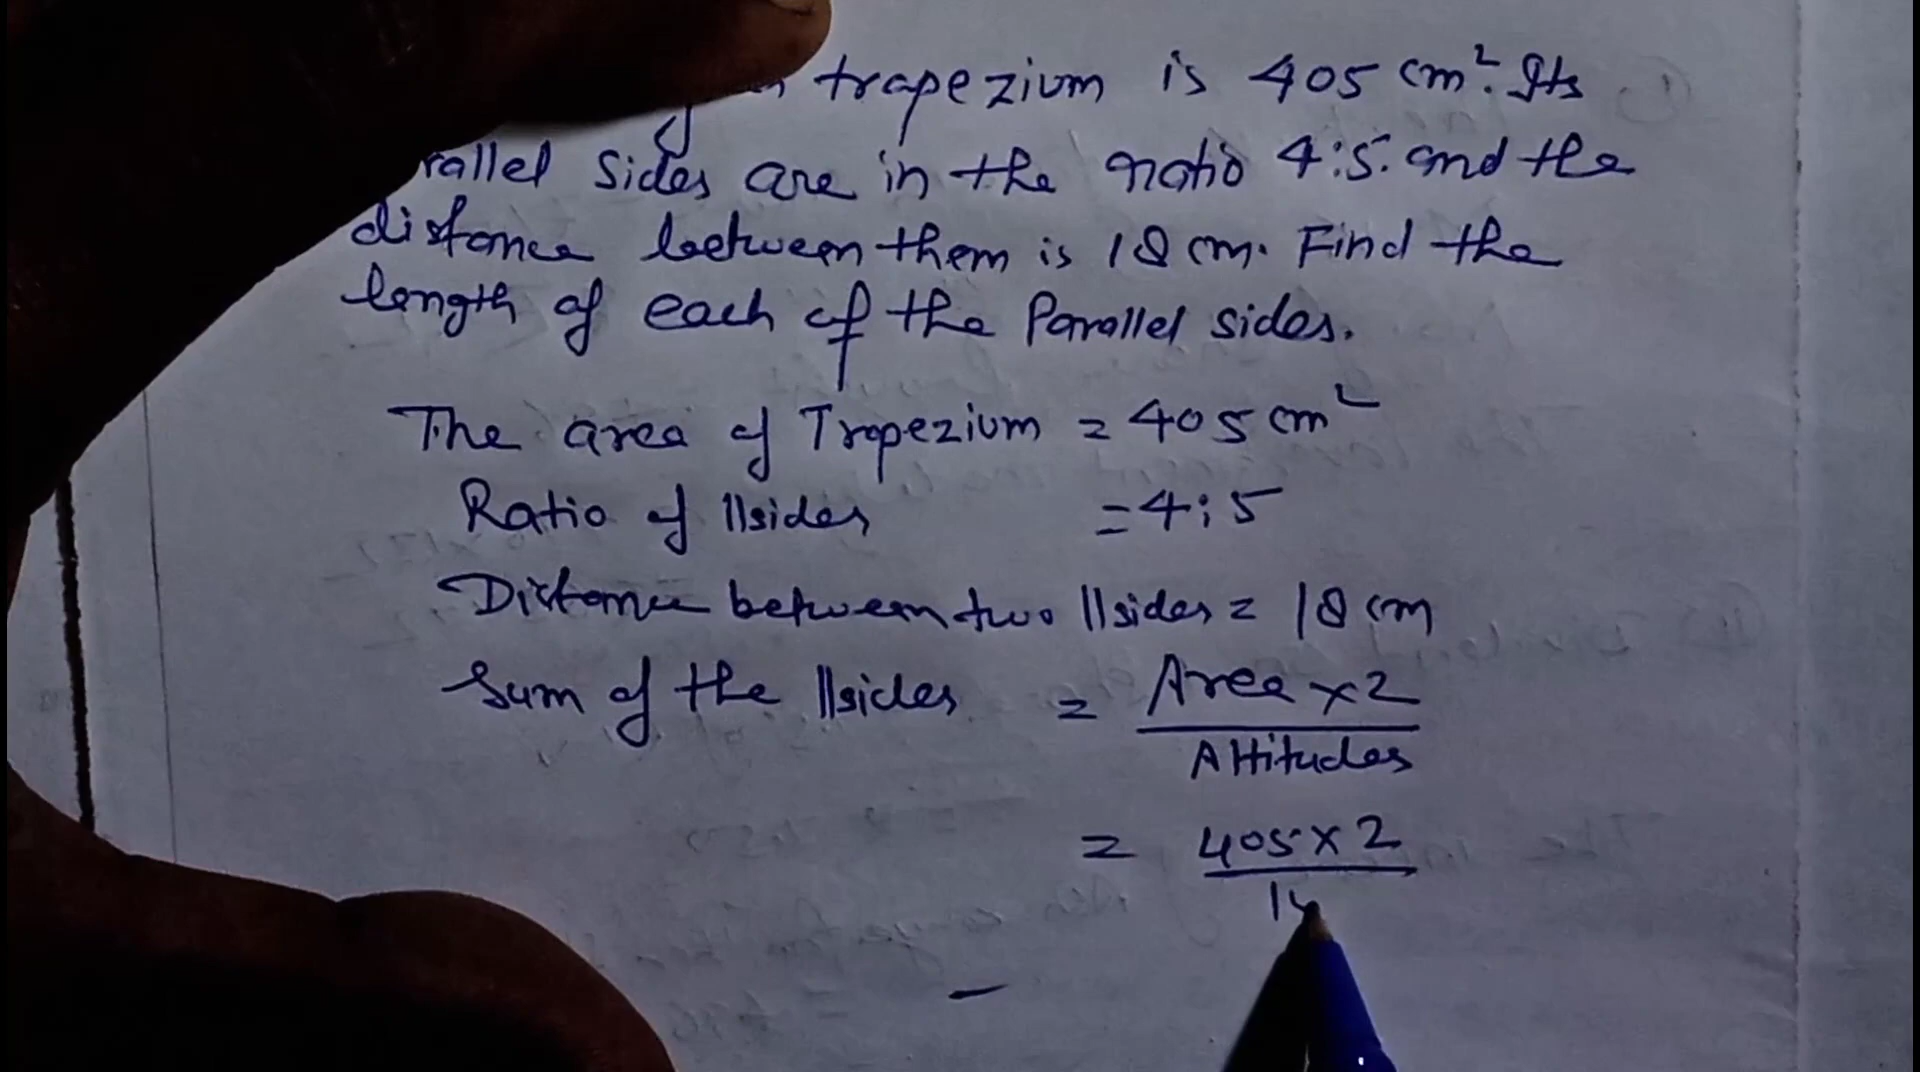 trapezium is 405 cm². Its
rallel sides are in the ratio 4:5. and the
distance between them is 18 cm. Find the
length of each of the Parallel sides.
The area of Trapezium = 405 cm²
Ratio of ||sides = 4:5
Distance between two ||sides = 18 cm
Sum of the ||sides = Area × 2
Altitudes
= 405 × 2